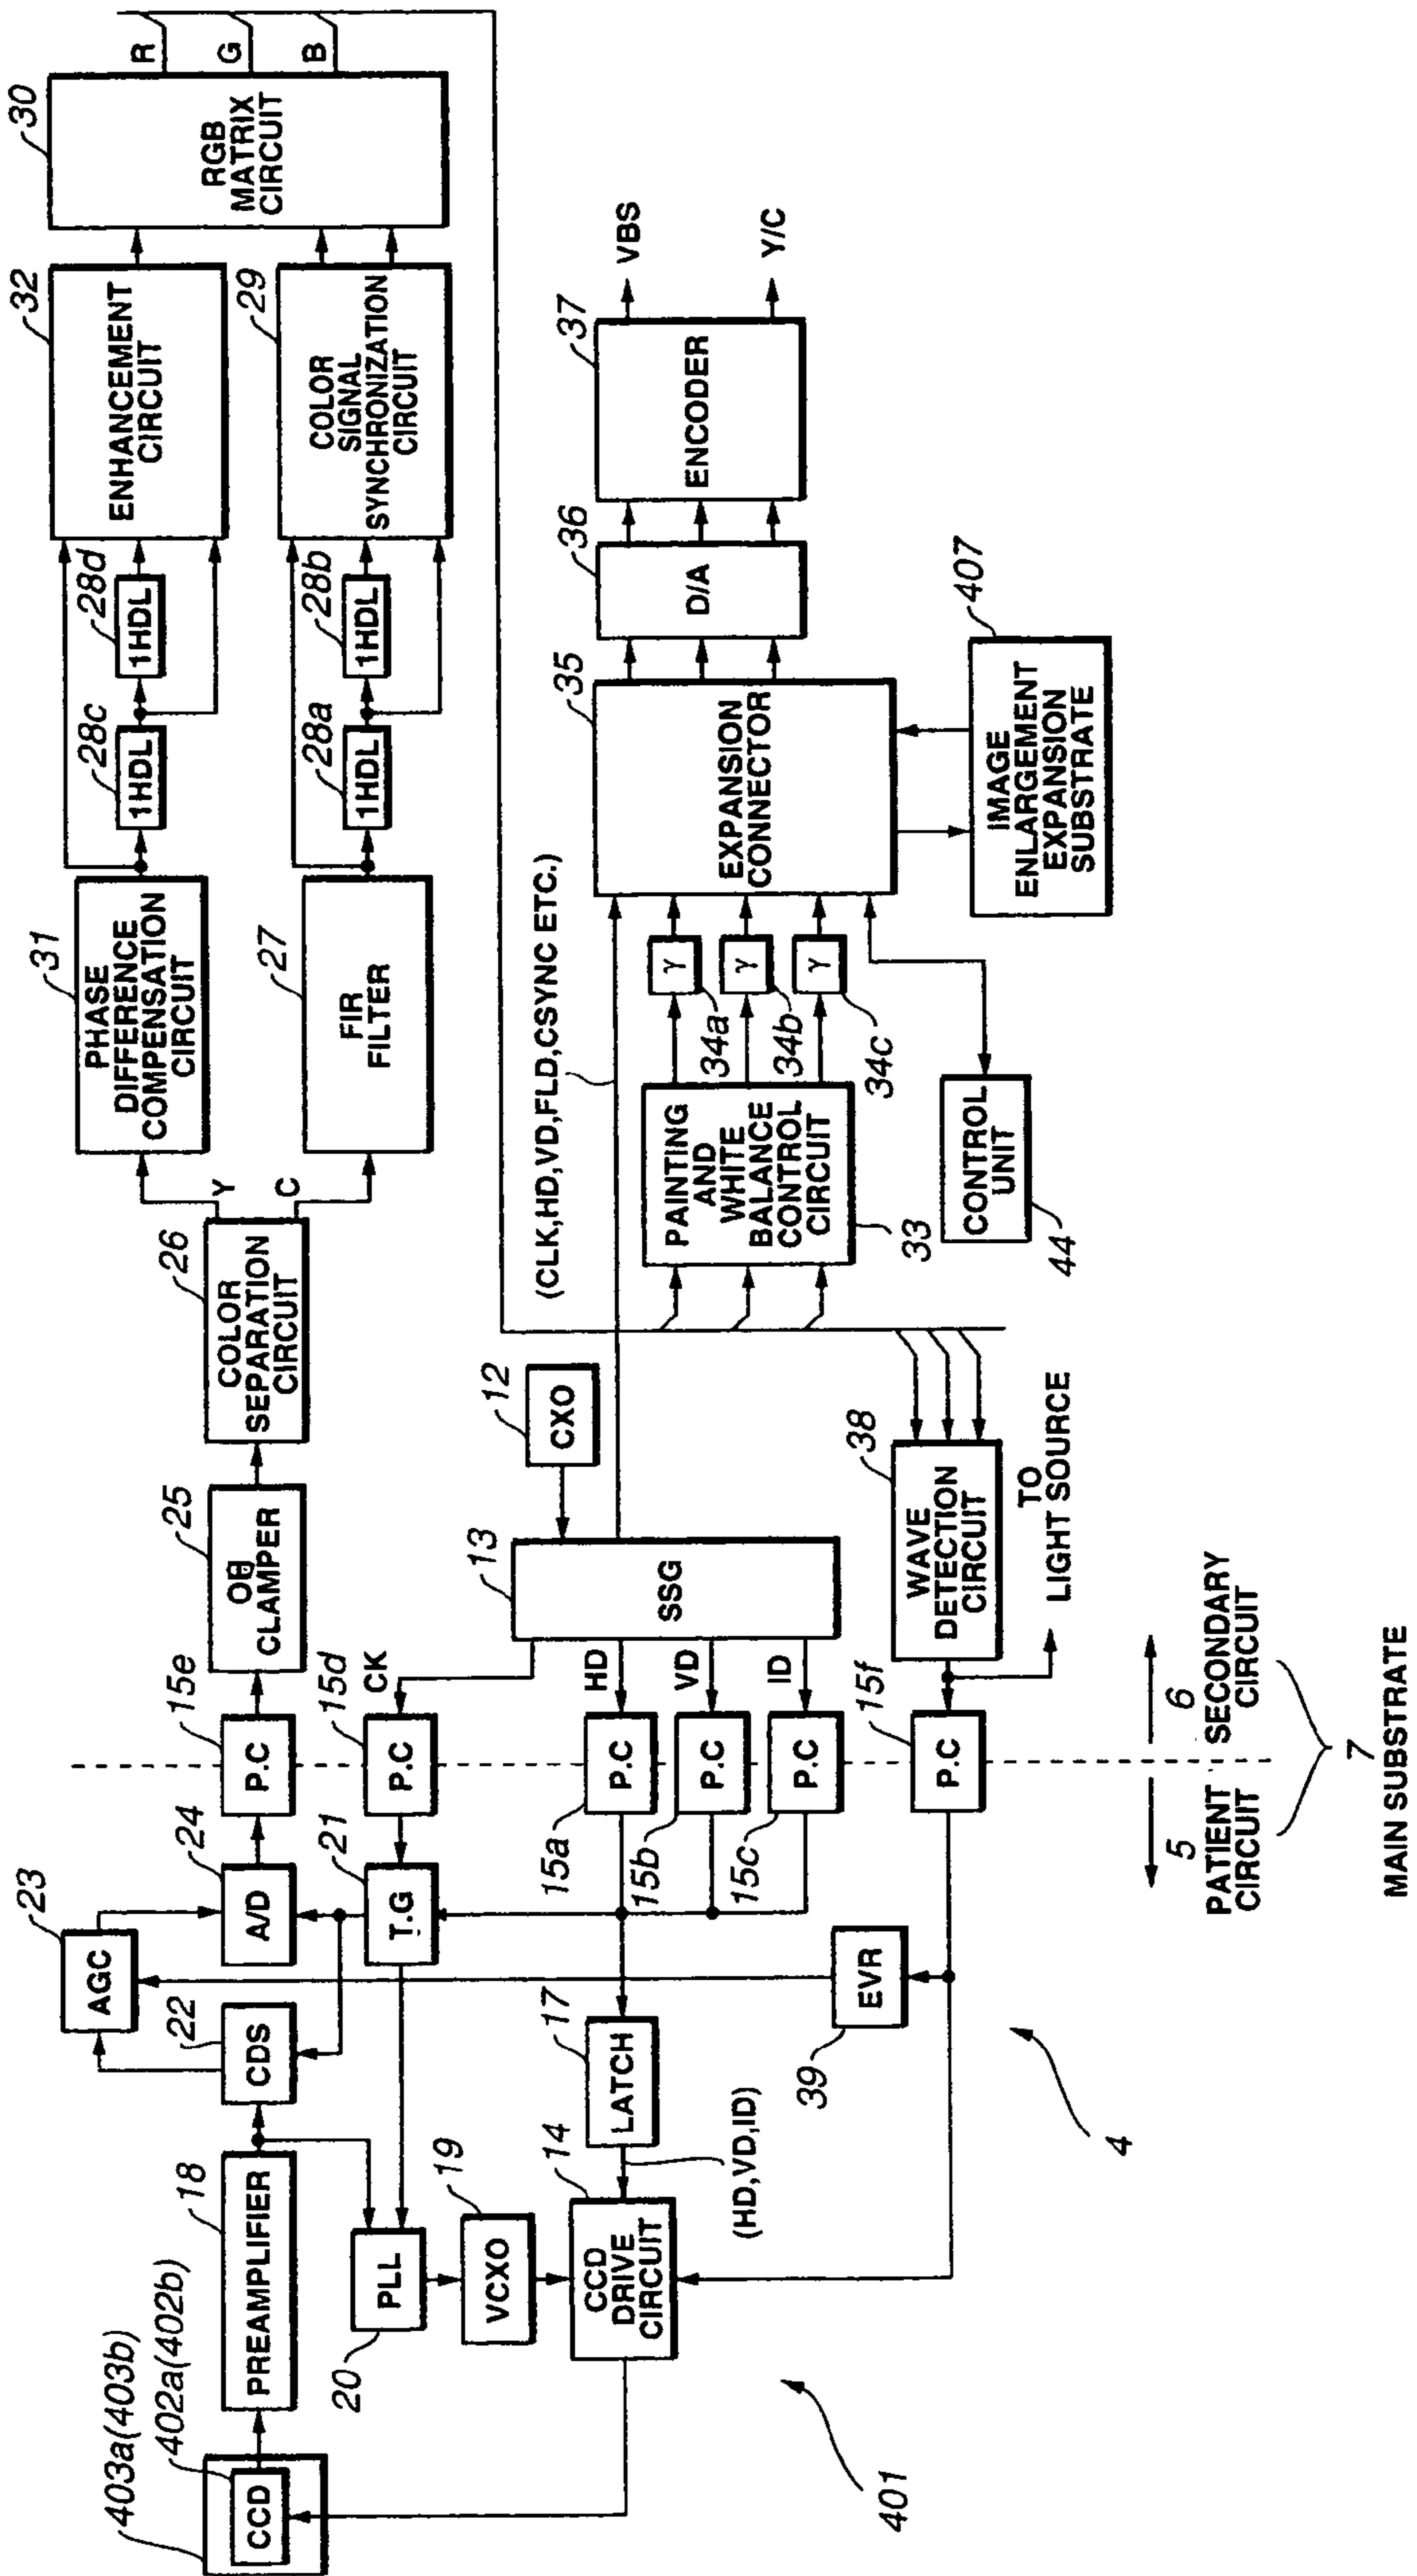 403a(403b)
402a(402b)
CCD
18
PREAMPLIFIER
22
CDS
23
AGC
24
A/D
15e
P.C
25
OB
CLAMPER
26
COLOR
SEPARATION
CIRCUIT
Y
C
31
PHASE
DIFFERENCE
COMPENSATION
CIRCUIT
27
FIR
FILTER
28c
1HDL
28d
1HDL
28a
1HDL
28b
1HDL
32
ENHANCEMENT
CIRCUIT
29
COLOR
SIGNAL
SYNCHRONIZATION
CIRCUIT
30
RGB
MATRIX
CIRCUIT
R
G
B
20
PLL
19
VCXO
14
CCD
DRIVE
CIRCUIT
17
LATCH
(HD,VD,ID)
21
T.G
15d
P.C
CK
15a
P.C
HD
15b
P.C
VD
15c
P.C
ID
13
SSG
12
CXO
(CLK,HD,VD,FLD,CSYNC ETC.)
39
EVR
15f
P.C
38
WAVE
DETECTION
CIRCUIT
TO
LIGHT SOURCE
PAINTING
AND
WHITE
BALANCE
CONTROL
CIRCUIT
33
γ
34a
γ
34b
γ
34c
CONTROL
UNIT
44
35
EXPANSION
CONNECTOR
407
IMAGE
ENLARGEMENT
EXPANSION
SUBSTRATE
36
D/A
37
ENCODER
VBS
Y/C
401
4
5
PATIENT
CIRCUIT
6
SECONDARY
CIRCUIT
7
MAIN SUBSTRATE